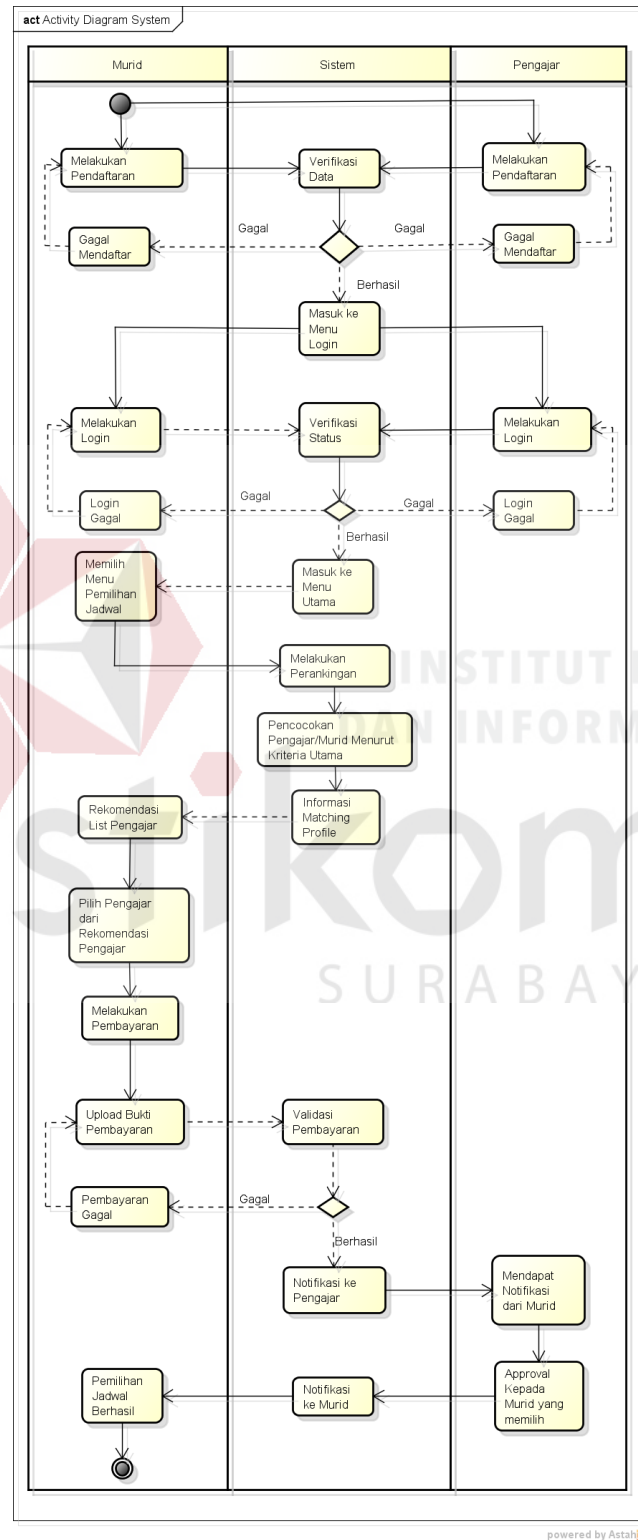 act Activity Diagram System
Murid
Sistem
Pengajar
Melakukan
Pendaftaran
Verifikasi
Data
Melakukan
Pendaftaran
Gagal
Mendaftar
Gagal
Gagal
Gagal
Mendaftar
Berhasil
Masuk ke
Menu
Login
Melakukan
Login
Verifikasi
Status
Melakukan
Login
Login
Gagal
Gagal
Gagal
Login
Gagal
Berhasil
Memilih
Menu
Pemilihan
Jadwal
Masuk ke
Menu
Utama
Melakukan
Perankingan
INSTITUT
DAN INFORM
Pencocokan
Pengajar/Murid Menurut
Kriteria Utama
Rekomendasi
List Pengajar
Informasi
Matching
Profile
stikom
SURABAY
Pilih Pengajar
dari
Rekomendasi
Pengajar
Melakukan
Pembayaran
Upload Bukti
Pembayaran
Validasi
Pembayaran
Pembayaran
Gagal
Gagal
Berhasil
Notifikasi ke
Pengajar
Mendapat
Notifikasi
dari Murid
Pemilihan
Jadwal
Berhasil
Notifikasi
ke Murid
Approval
Kepada
Murid yang
memilih
powered by Astah